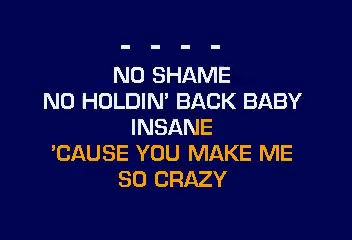 - - - -
NO SHAME
NO HOLDIN' BACK BABY
INSANE
'CAUSE YOU MAKE ME
SO CRAZY